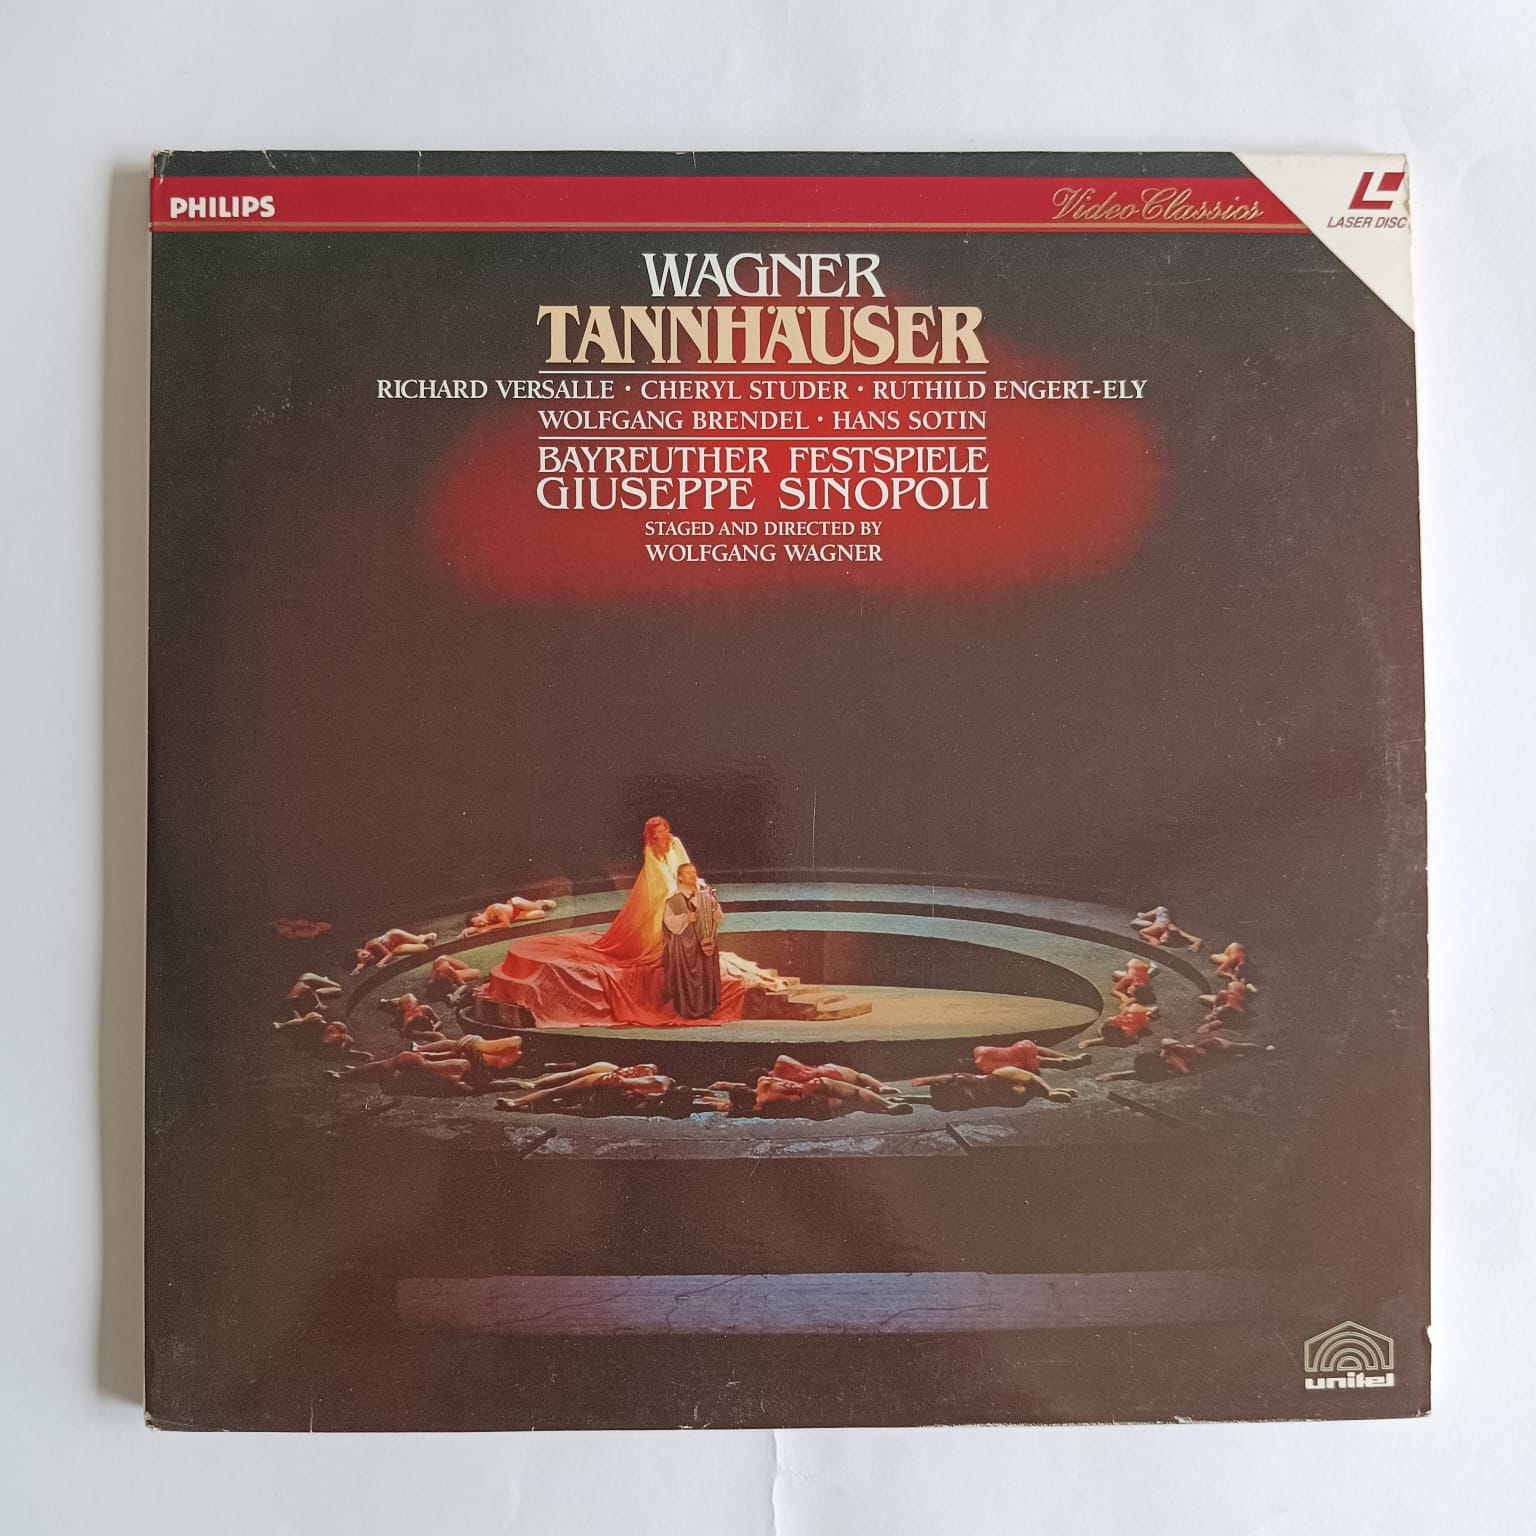 PHILIPS
Video Classics
LASER DISC
WAGNER
TANNHÄUSER
RICHARD VERSALLE · CHERYL STUDER · RUTHILD ENGERT-ELY
WOLFGANG BRENDEL · HANS SOTIN
BAYREUTHER FESTSPIELE
GIUSEPPE SINOPOLI
STAGED AND DIRECTED BY
WOLFGANG WAGNER
unitel